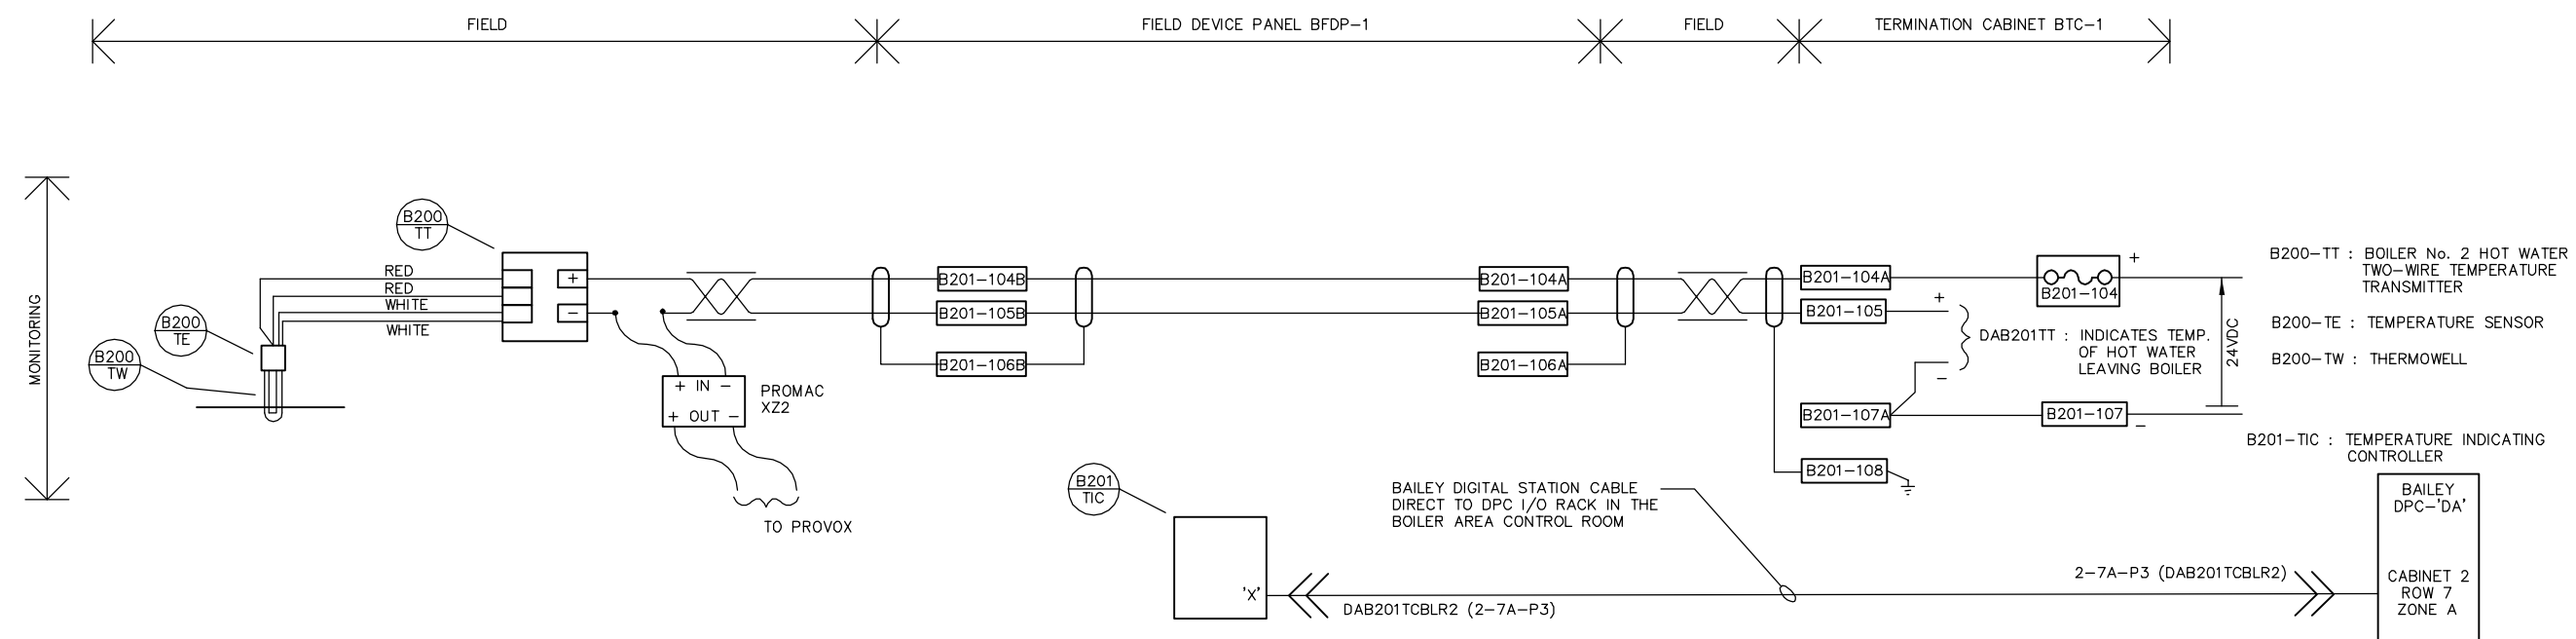 FIELD
FIELD DEVICE PANEL BFDP-1
FIELD
TERMINATION CABINET BTC-1
MONITORING
B200
TT
B200
TE
B200
TW
RED
RED
WHITE
WHITE
+
-
+ IN -
+ OUT -
PROMAC
XZ2
TO PROVOX
B201-104B
B201-105B
B201-106B
B201-104A
B201-105A
B201-106A
B201-104A
B201-105
+
-
DAB201TT : INDICATES TEMP.
OF HOT WATER
LEAVING BOILER
B201-107A
B201-108
B201-104
+
24VDC
B201-107
-
B200-TT : BOILER No. 2 HOT WATER
TWO-WIRE TEMPERATURE
TRANSMITTER
B200-TE : TEMPERATURE SENSOR
B200-TW : THERMOWELL
B201-TIC : TEMPERATURE INDICATING
CONTROLLER
B201
TIC
'X'
BAILEY DIGITAL STATION CABLE
DIRECT TO DPC I/O RACK IN THE
BOILER AREA CONTROL ROOM
DAB201TCBLR2 (2-7A-P3)
2-7A-P3 (DAB201TCBLR2)
BAILEY
DPC-'DA'
CABINET 2
ROW 7
ZONE A